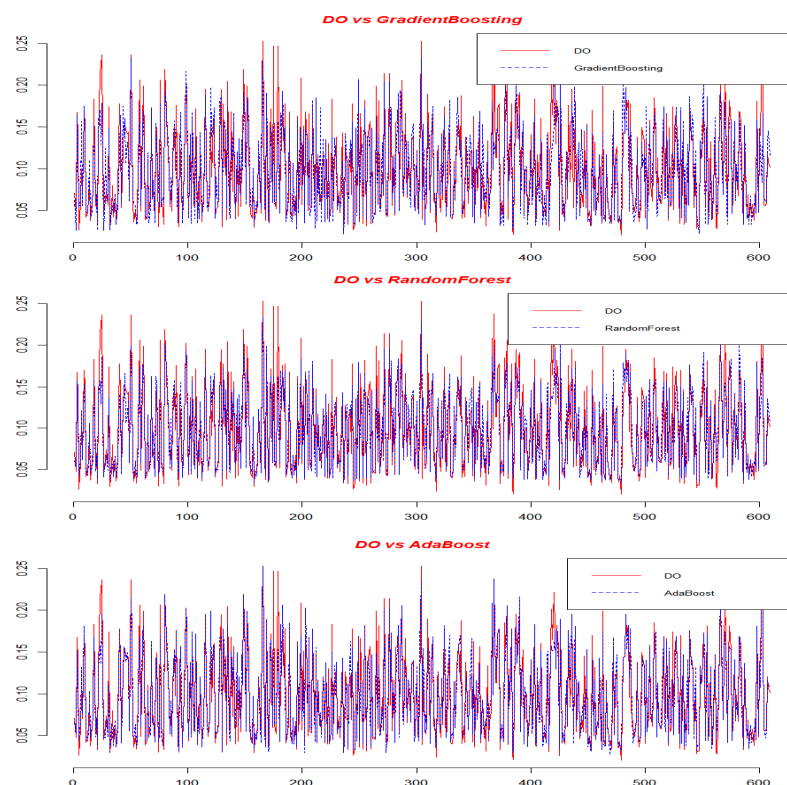 DO vs GradientBoosting
0.25
0.20
0.15
0.10
0.05
DO
GradientBoosting
0 100 200 300 400 500 600
DO vs RandomForest
0.25
0.20
0.15
0.10
0.05
DO
RandomForest
0 100 200 300 400 500 600
DO vs AdaBoost
0.25
0.20
0.15
0.10
0.05
DO
AdaBoost
0 100 200 300 400 500 600